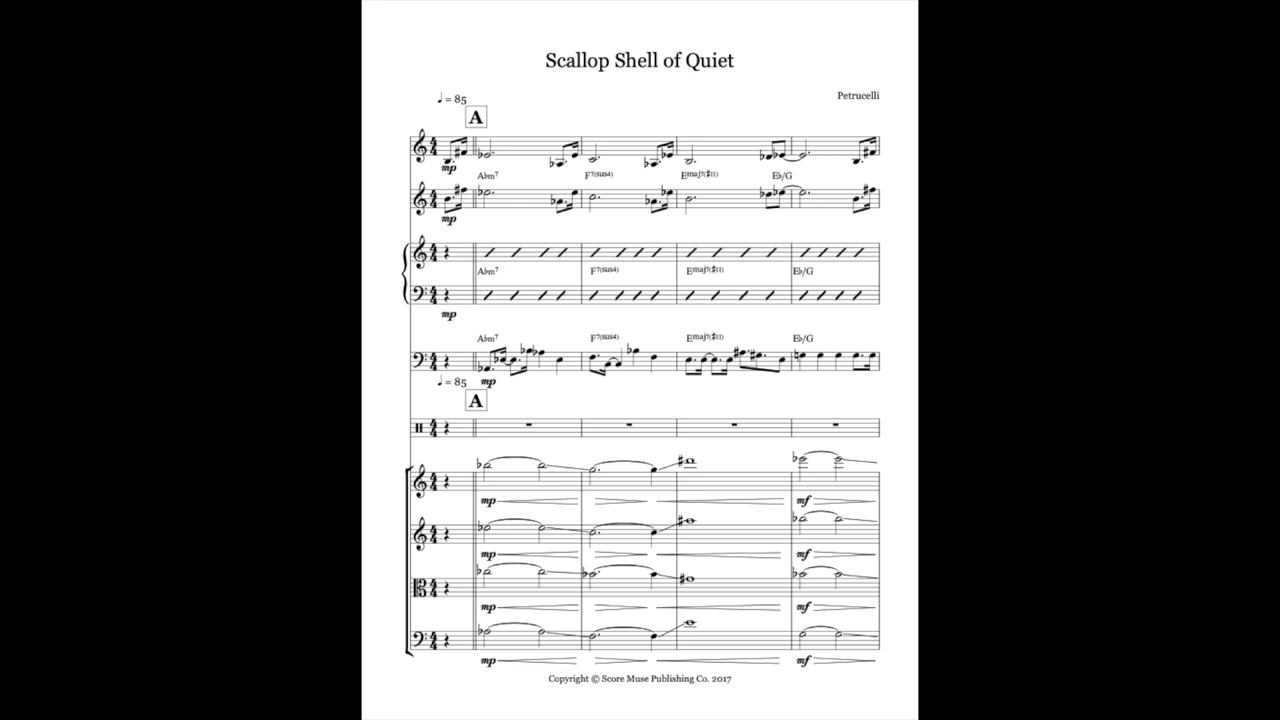 Scallop Shell of Quiet
Petrucelli
♩ = 85
A
mp
A♭m7 F7(sus4) Emaj7(♯11) E♭/G
mp
A♭m7 F7(sus4) Emaj7(♯11) E♭/G
mp
A♭m7 F7(sus4) Emaj7(♯11) E♭/G
mp
♩ = 85
A
mp mf
mp mf
mp mf
mp mf
Copyright © Score Muse Publishing Co. 2017